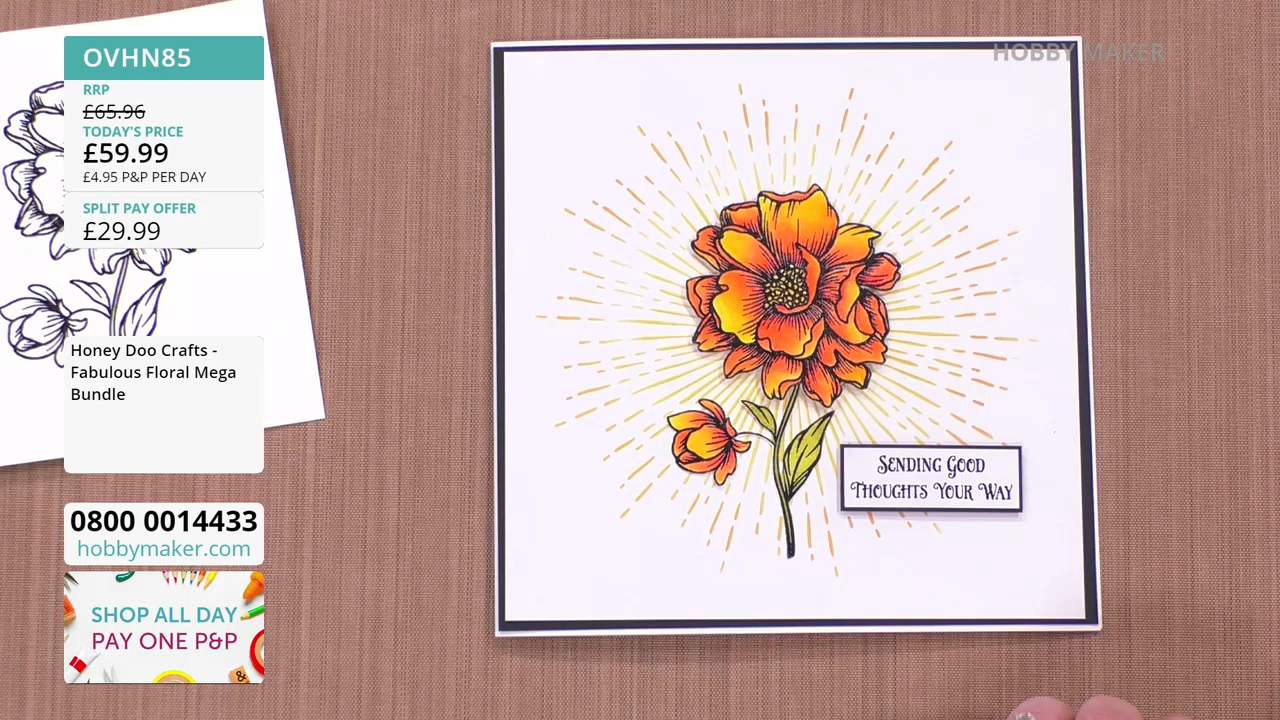 OVHN85
RRP
£65.96
TODAY'S PRICE
£59.99
£4.95 P&P PER DAY
SPLIT PAY OFFER
£29.99
Honey Doo Crafts -
Fabulous Floral Mega
Bundle
0800 0014433
hobbymaker.com
SHOP ALL DAY
PAY ONE P&P
&
HOBBY MAKER
SENDING GOOD
THOUGHTS YOUR WAY